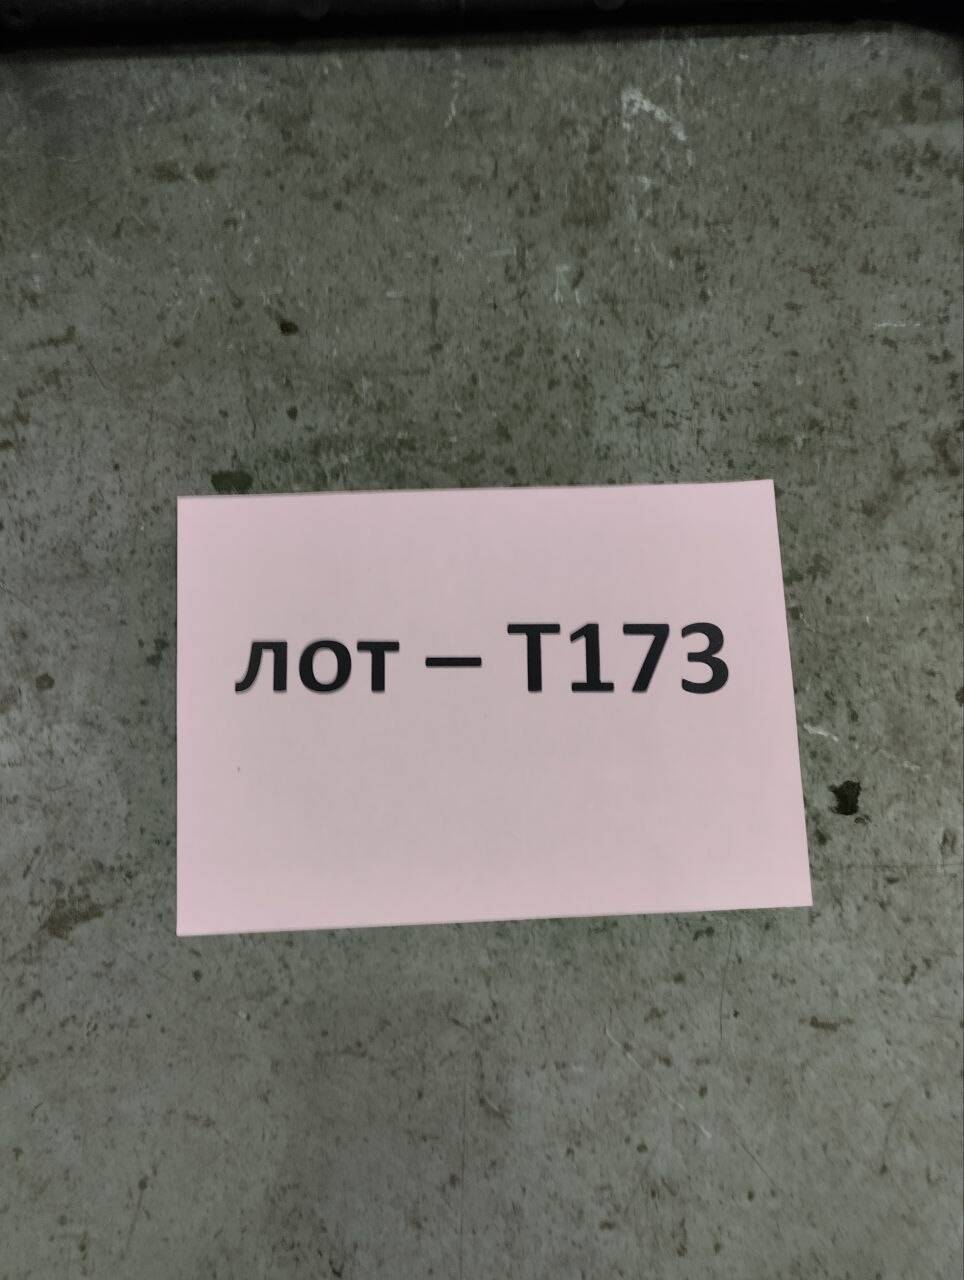 лот – Т173